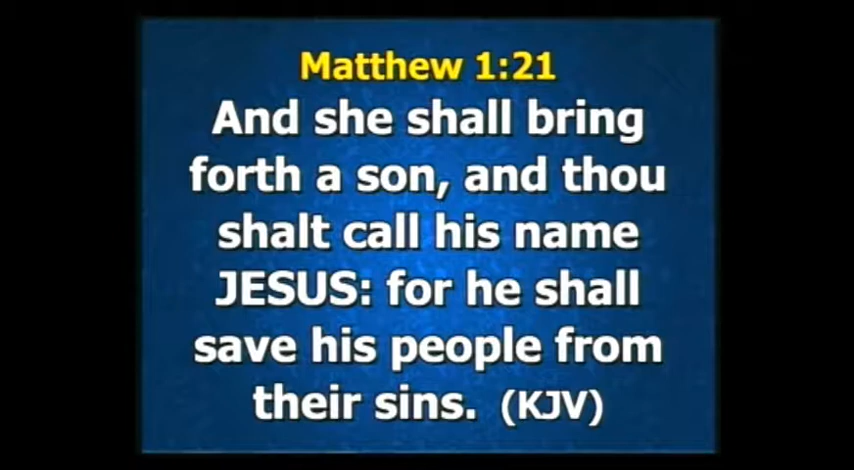 Matthew 1:21
And she shall bring
forth a son, and thou
shalt call his name
JESUS: for he shall
save his people from
their sins. (KJV)